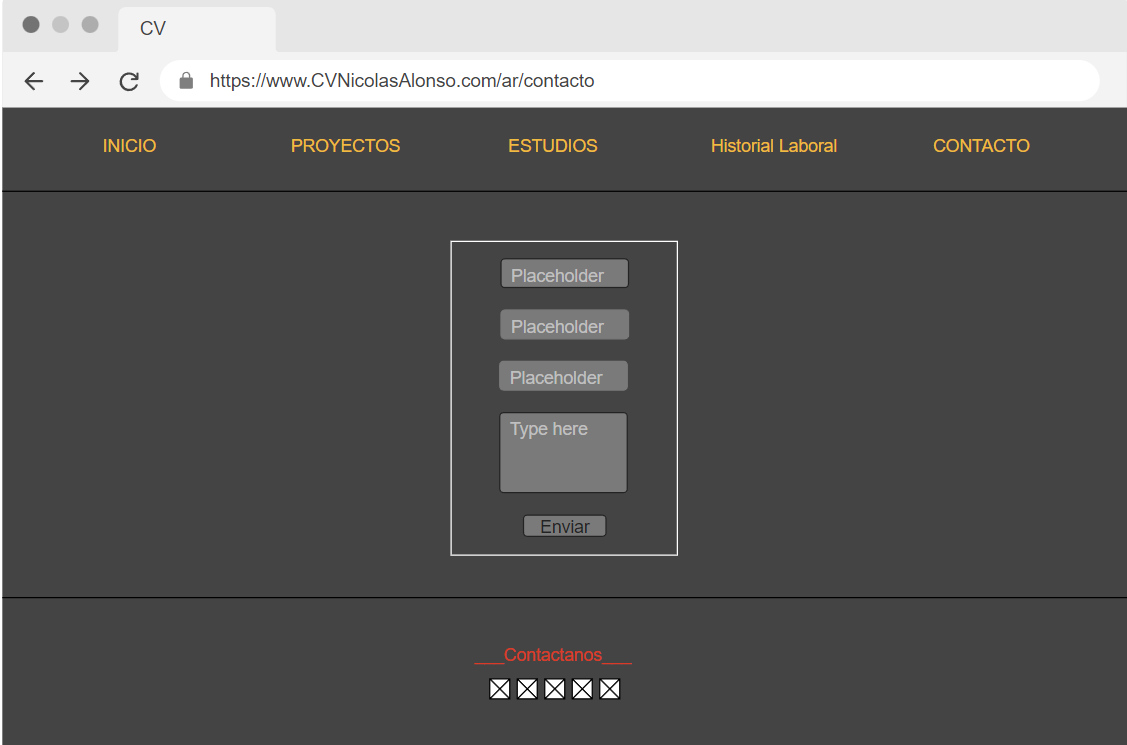 CV
https://www.CVNicolasAlonso.com/ar/contacto
INICIO PROYECTOS ESTUDIOS Historial Laboral CONTACTO
Placeholder
Placeholder
Placeholder
Type here
Enviar
___Contactanos___